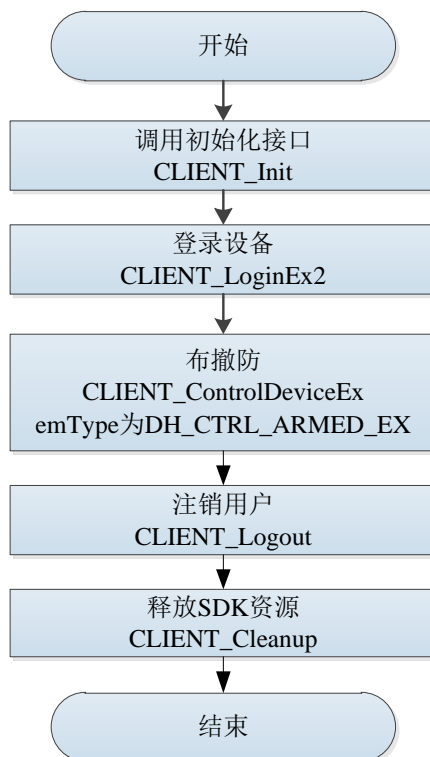 开始
调用初始化接口
CLIENT_Init
登录设备
CLIENT_LoginEx2
布撤防
CLIENT_ControlDeviceEx
emType为DH_CTRL_ARMED_EX
注销用户
CLIENT_Logout
释放SDK资源
CLIENT_Cleanup
结束